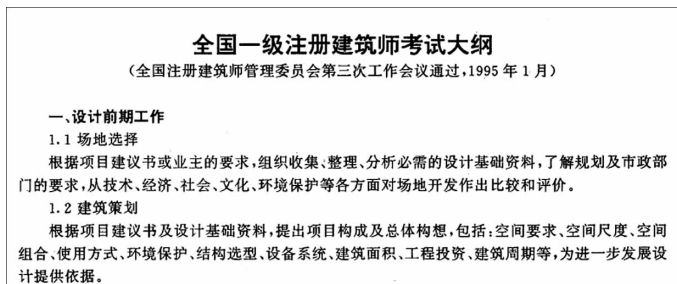 全国一级注册建筑师考试大纲
(全国注册建筑师管理委员会第三次工作会议通过,1995年1月)
一、设计前期工作
1.1 场地选择
根据项目建议书或业主的要求,组织收集、整理、分析必需的设计基础资料,了解规划及市政部
门的要求,从技术、经济、社会、文化、环境保护等各方面对场地开发作出比较和评价。
1.2 建筑策划
根据项目建议书及设计基础资料,提出项目构成及总体构想,包括:空间要求、空间尺度、空间
组合、使用方式、环境保护、结构选型、设备系统、建筑面积、工程投资、建筑周期等,为进一步发展设
计提供依据。